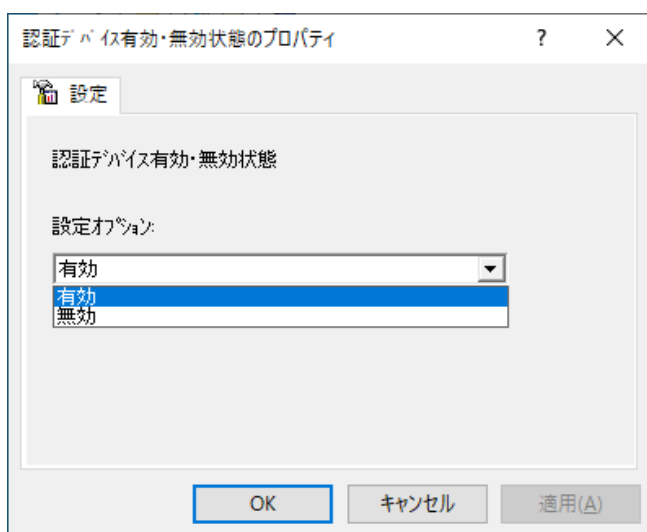 認証ﾃﾞﾊﾞｲｽ有効・無効状態のプロパティ
?
設定
認証ﾃﾞﾊﾞｲｽ有効・無効状態
設定ｵﾌﾟｼｮﾝ:
有効
有効
無効
OK
キャンセル
適用(A)